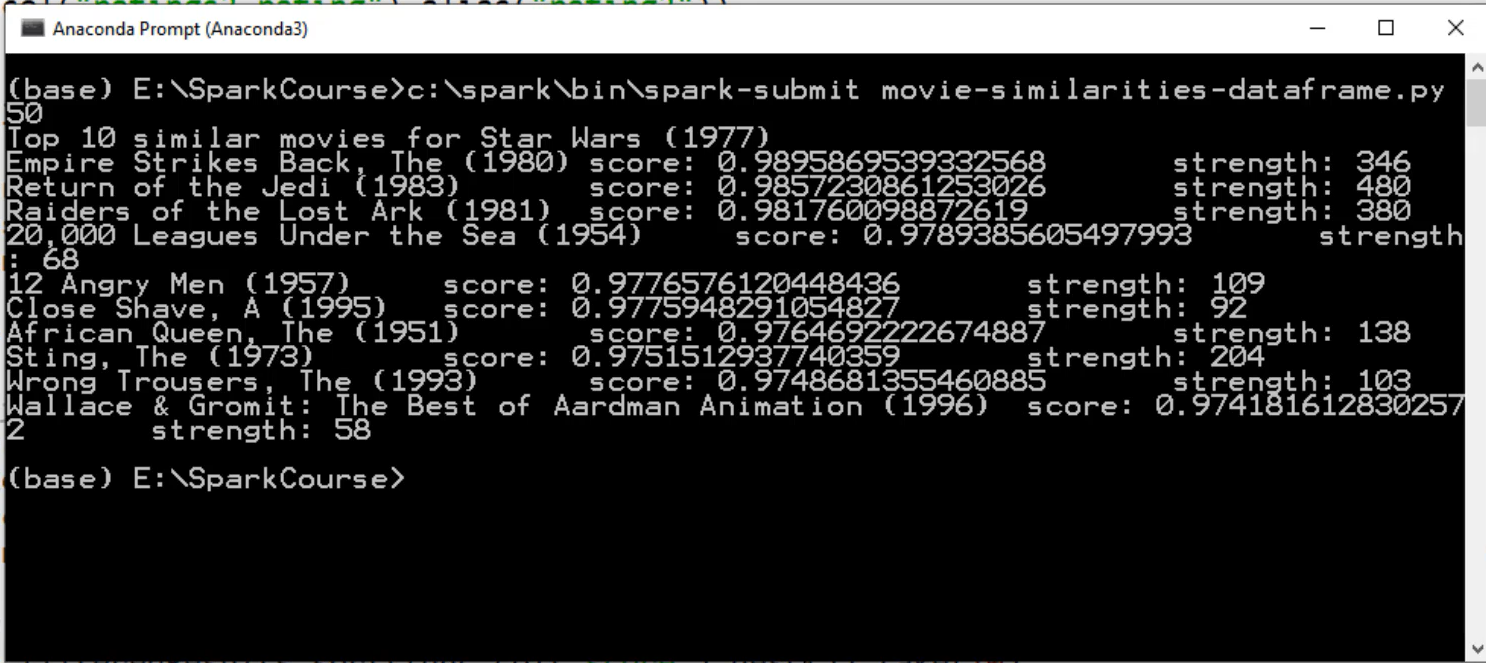 Anaconda Prompt (Anaconda3)
(base) E:\SparkCourse>c:\spark\bin\spark-submit movie-similarities-dataframe.py
50
Top 10 similar movies for Star Wars (1977)
Empire Strikes Back, The (1980) score: 0.9895869539332568 strength: 346
Return of the Jedi (1983) score: 0.9857230861253026 strength: 480
Raiders of the Lost Ark (1981) score: 0.981760098872619 strength: 380
20,000 Leagues Under the Sea (1954) score: 0.9789385605497993 strength
: 68
12 Angry Men (1957) score: 0.9776576120448436 strength: 109
Close Shave, A (1995) score: 0.9775948291054827 strength: 92
African Queen, The (1951) score: 0.9764692222674887 strength: 138
Sting, The (1973) score: 0.9751512937740359 strength: 204
Wrong Trousers, The (1993) score: 0.9748681355460885 strength: 103
Wallace & Gromit: The Best of Aardman Animation (1996) score: 0.974181612830257
2 strength: 58
(base) E:\SparkCourse>